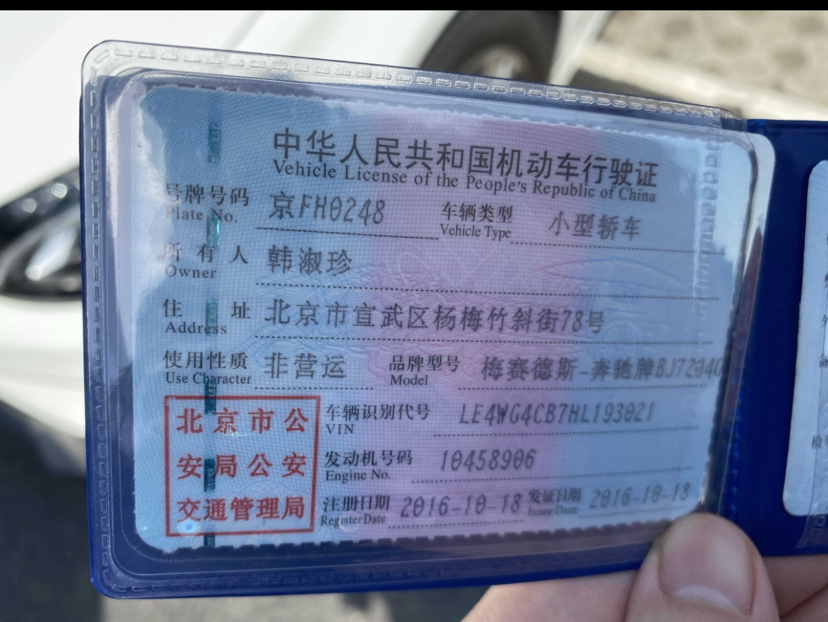 中华人民共和国机动车行驶证
Vehicle License of the People's Republic of China
号牌号码 京FH0248 车辆类型 小型轿车
Plate No. Vehicle Type
所有人 韩淑珍
Owner
住址 北京市宣武区杨梅竹斜街78号
Address
使用性质 非营运 品牌型号 梅赛德斯-奔驰牌BJ72040
Use Character Model
北京市公安局公安交通管理局
车辆识别代号 LE4WG4CB7HL193021
VIN
发动机号码 10458906
Engine No.
注册日期 2016-10-18 发证日期 2016-10-18
Register Date Issue Date